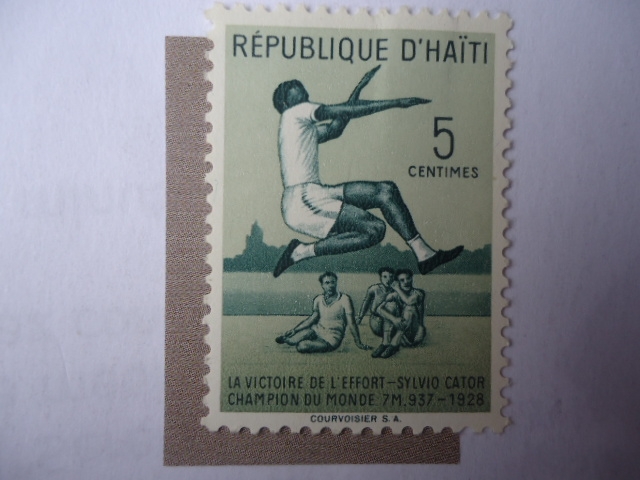 RÉPUBLIQUE D'HAÏTI
5
CENTIMES
LA VICTOIRE DE L'EFFORT-SYLVIO CATOR
CHAMPION DU MONDE 7M.937-1928
COURVOISIER S.A.